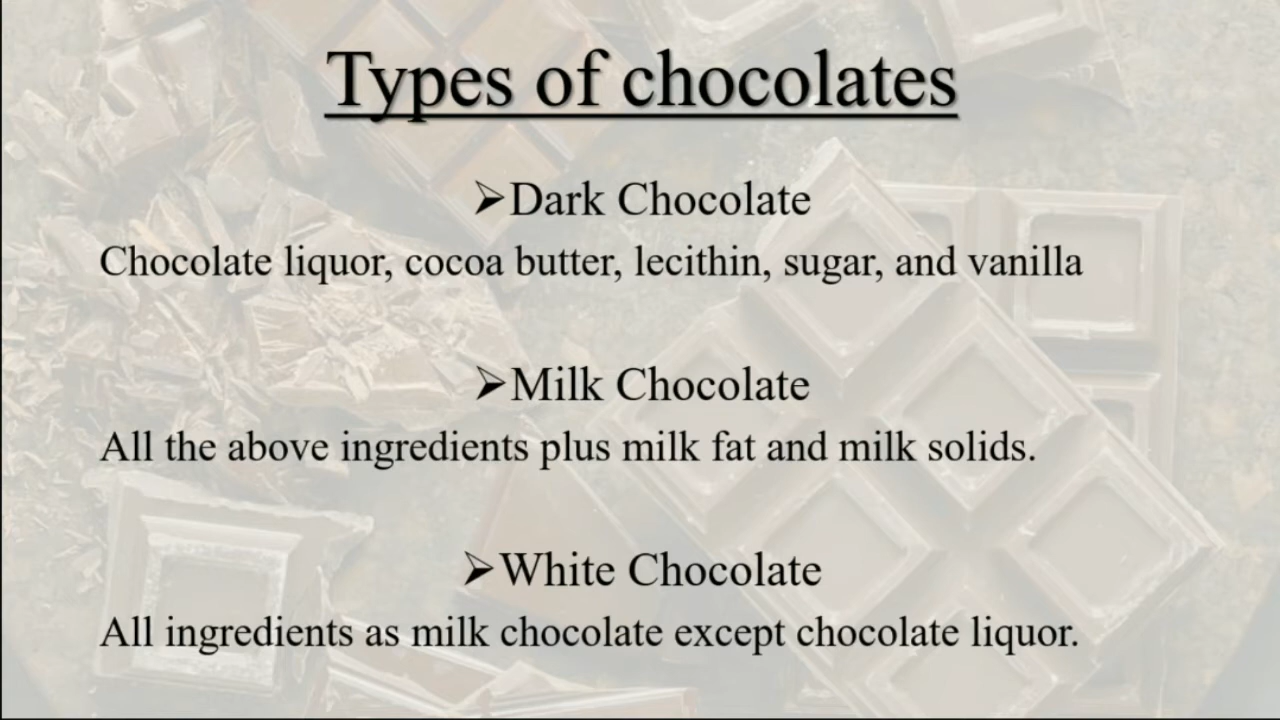 Types of chocolates
➢Dark Chocolate
Chocolate liquor, cocoa butter, lecithin, sugar, and vanilla
➢Milk Chocolate
All the above ingredients plus milk fat and milk solids.
➢White Chocolate
All ingredients as milk chocolate except chocolate liquor.